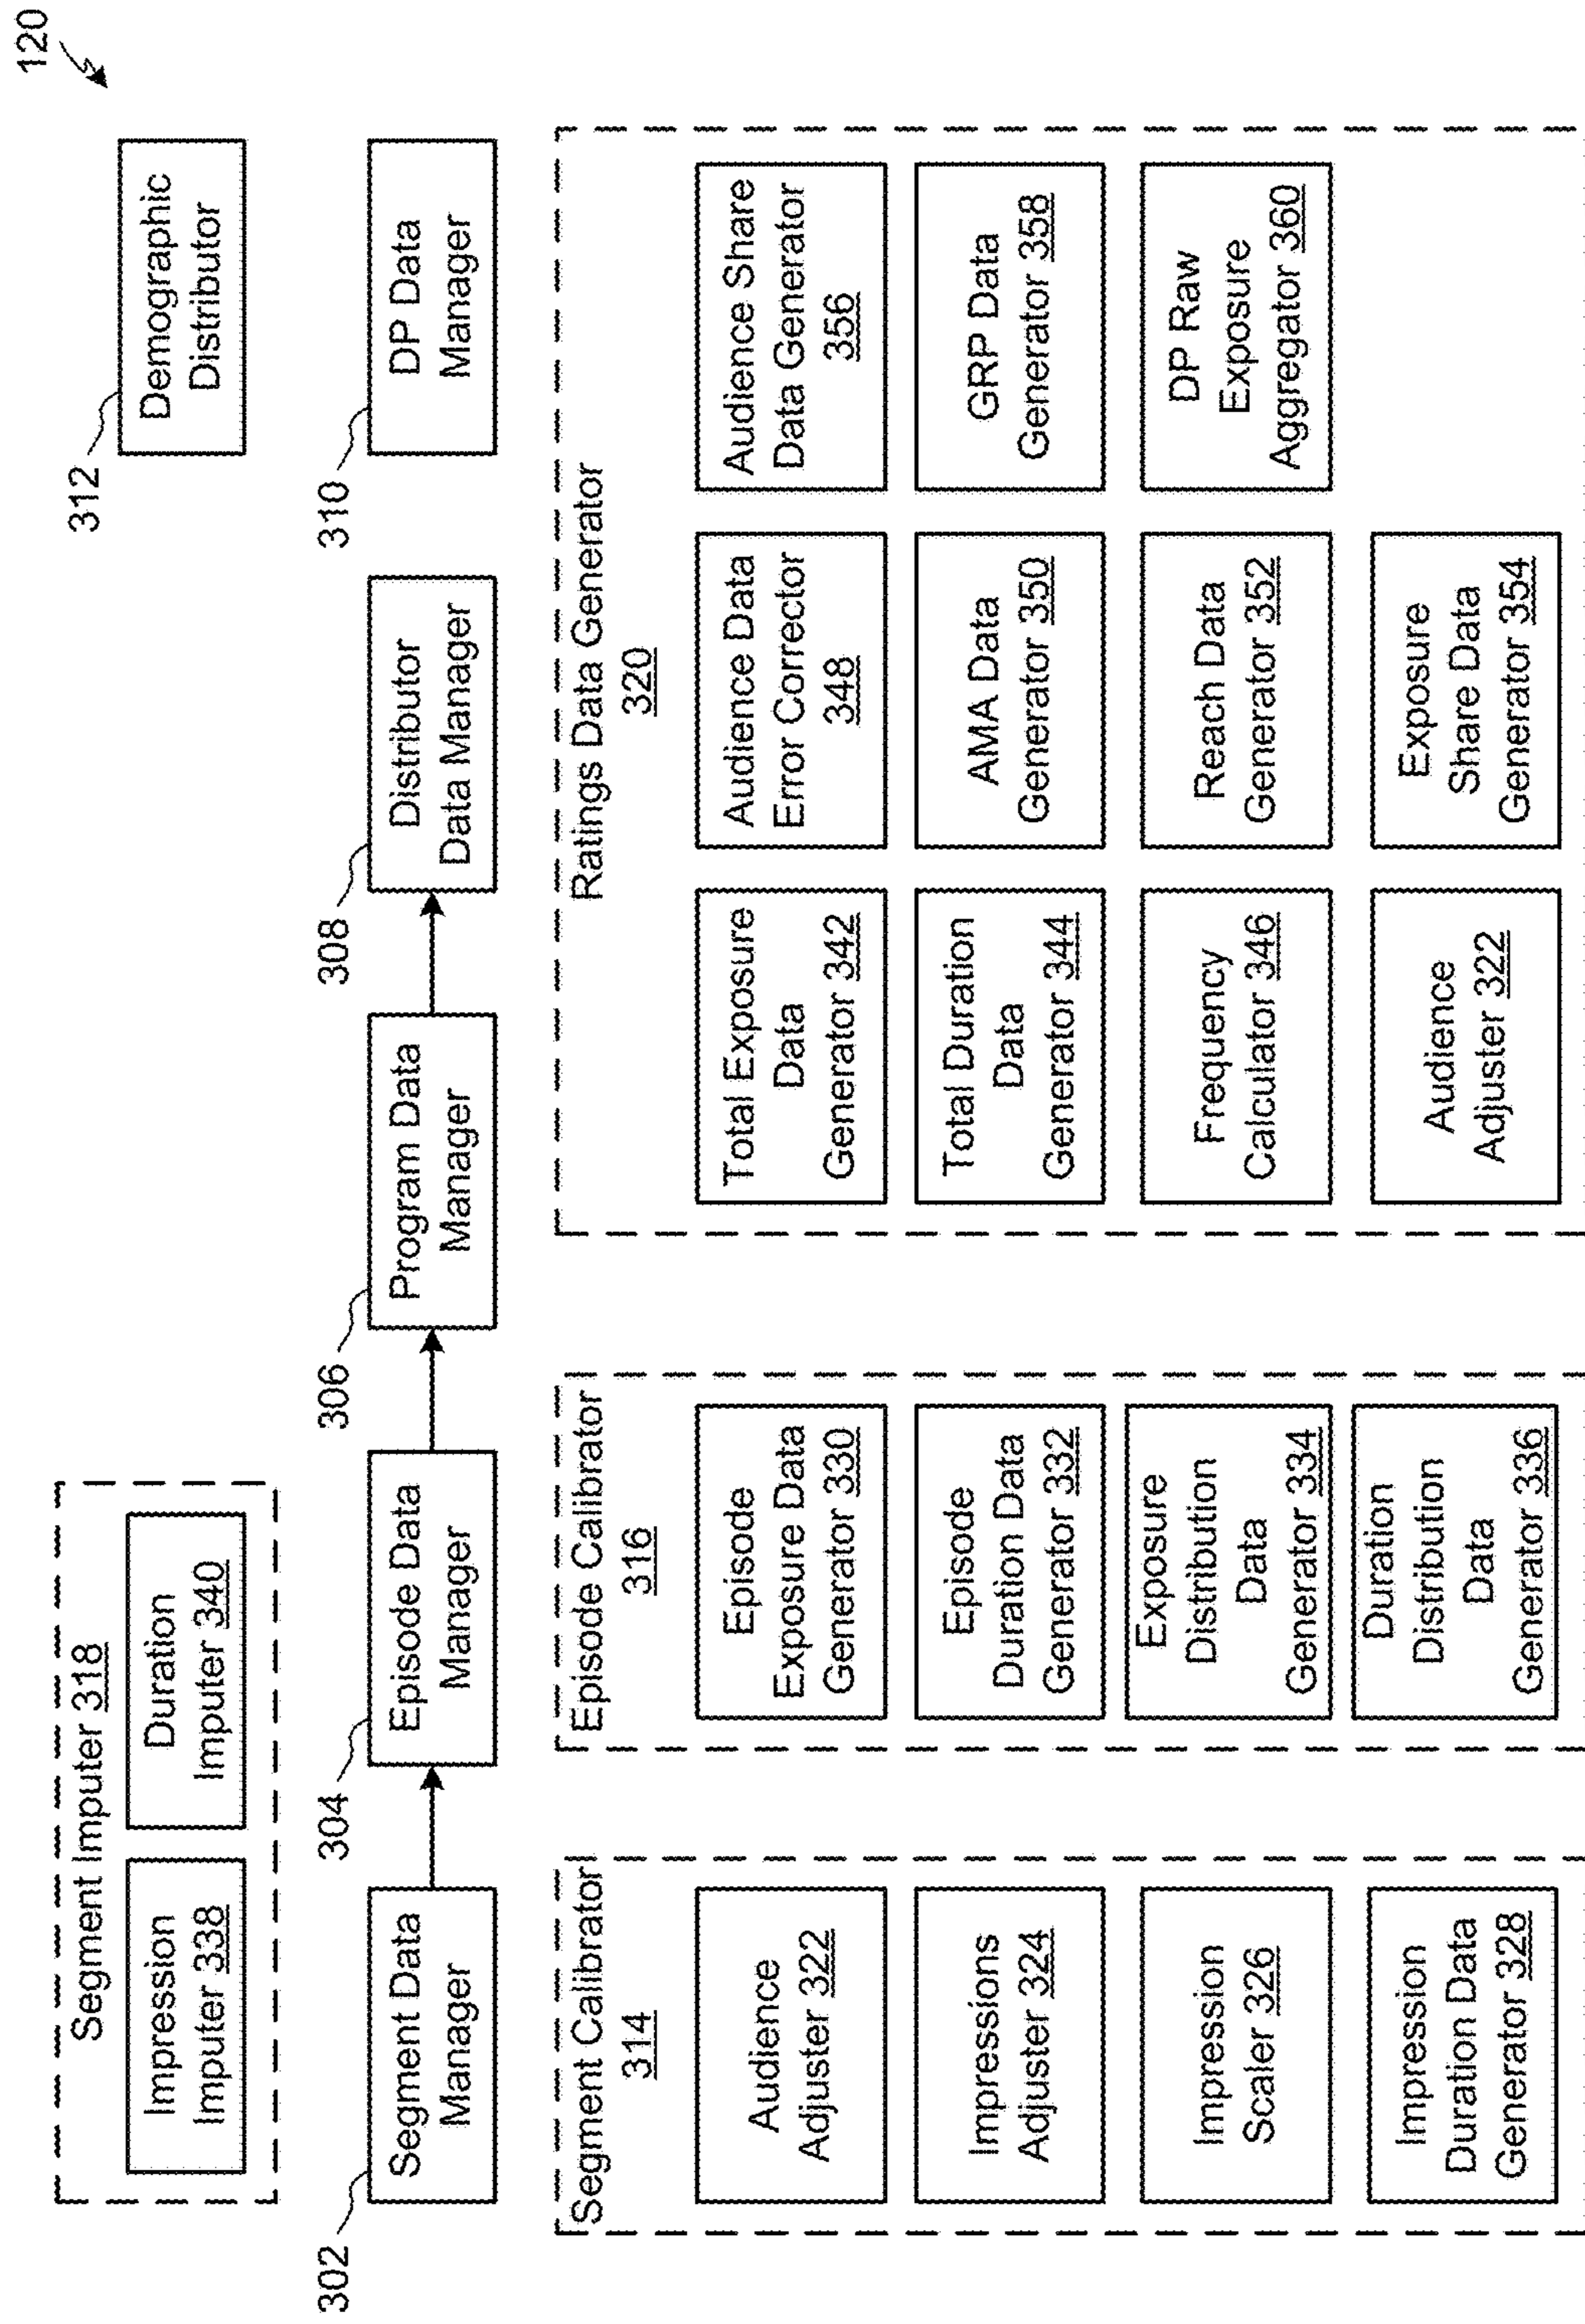 120
Segment Imputer 318
Impression
Imputer 338
Duration
Imputer 340
312
Demographic
Distributor
302
Segment Data
Manager
304
Episode Data
Manager
306
Program Data
Manager
308
Distributor
Data Manager
310
DP Data
Manager
Segment Calibrator
314
Audience
Adjuster 322
Impressions
Adjuster 324
Impression
Scaler 326
Impression
Duration Data
Generator 328
Episode Calibrator
316
Episode
Exposure Data
Generator 330
Episode
Duration Data
Generator 332
Exposure
Distribution
Data
Generator 334
Duration
Distribution
Data
Generator 336
Ratings Data Generator
320
Total Exposure
Data
Generator 342
Total Duration
Data
Generator 344
Frequency
Calculator 346
Audience
Adjuster 322
Audience Data
Error Corrector
348
AMA Data
Generator 350
Reach Data
Generator 352
Exposure
Share Data
Generator 354
Audience Share
Data Generator
356
GRP Data
Generator 358
DP Raw
Exposure
Aggregator 360